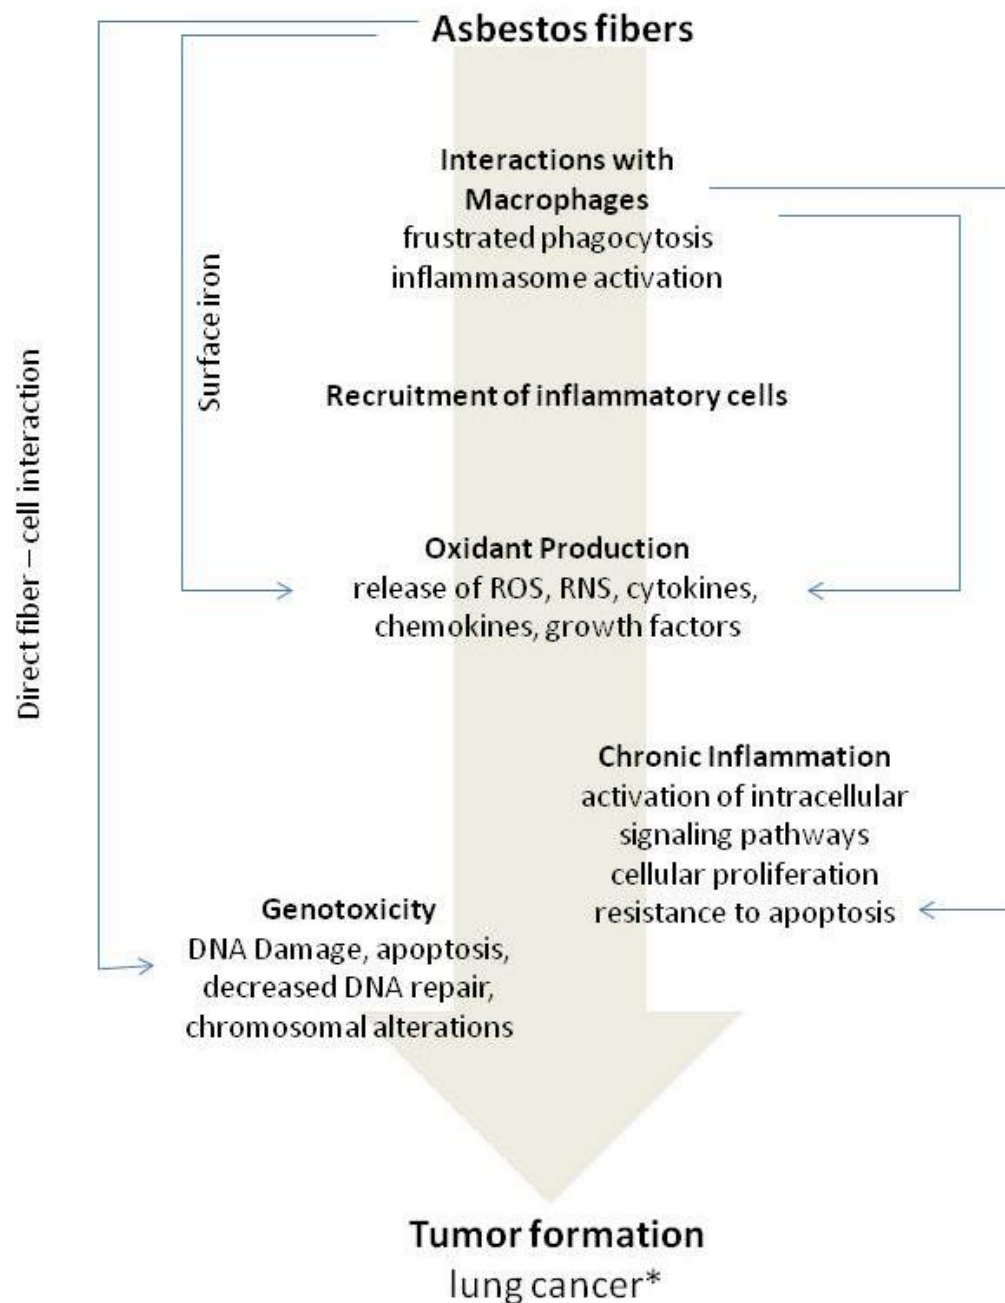 Asbestos fibers
Interactions with
Macrophages
frustrated phagocytosis
inflammasome activation
Surface iron
Direct fiber – cell interaction
Recruitment of inflammatory cells
Oxidant Production
release of ROS, RNS, cytokines,
chemokines, growth factors
Chronic Inflammation
activation of intracellular
signaling pathways
cellular proliferation
resistance to apoptosis
Genotoxicity
DNA Damage, apoptosis,
decreased DNA repair,
chromosomal alterations
Tumor formation
lung cancer*